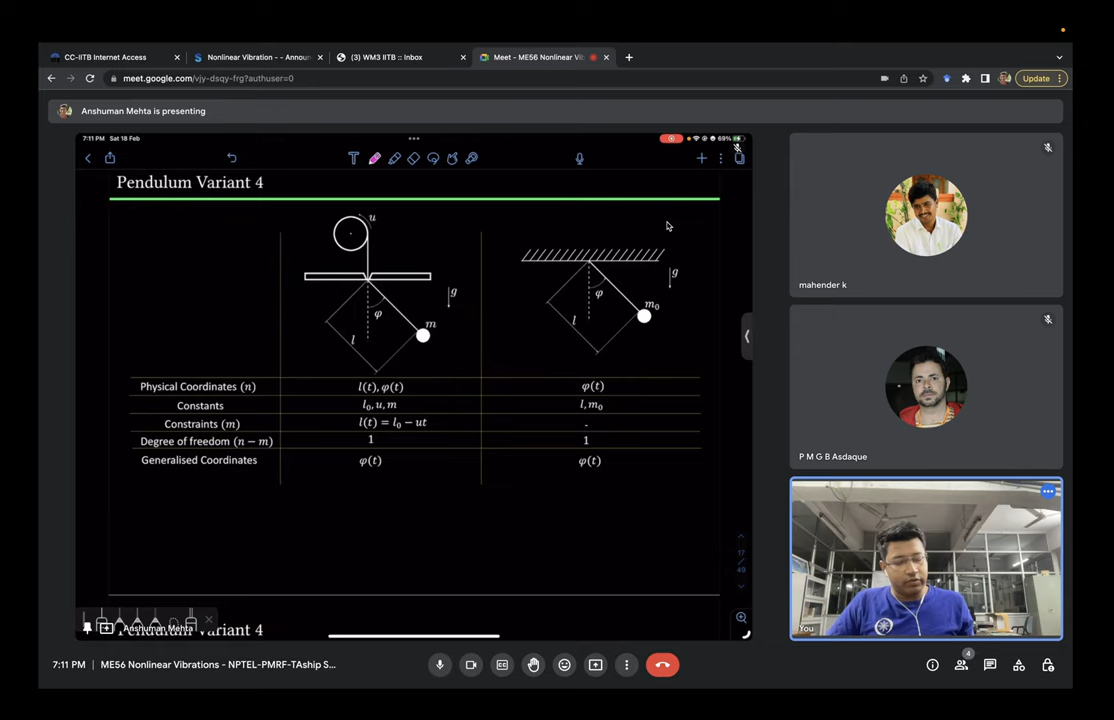 CC-IITB Internet Access
Nonlinear Vibration - - Announ
(3) WM3 IITB :: Inbox
Meet - ME56 Nonlinear Vib
meet.google.com/vjy-dsqy-frg?authuser=0
Update
Anshuman Mehta is presenting
7:11 PM Sat 18 Feb
69%
Pendulum Variant 4
u
g
φ
m
l
g
φ
m₀
l
Physical Coordinates (n) l(t), φ(t) φ(t)
Constants l₀, u, m l, m₀
Constraints (m) l(t) = l₀ − ut -
Degree of freedom (n − m) 1 1
Generalised Coordinates φ(t) φ(t)
17
49
Pendulum Variant 4
Anshuman Mehta
mahender k
P M G B Asdaque
You
7:11 PM | ME56 Nonlinear Vibrations - NPTEL-PMRF-TAship S...
4